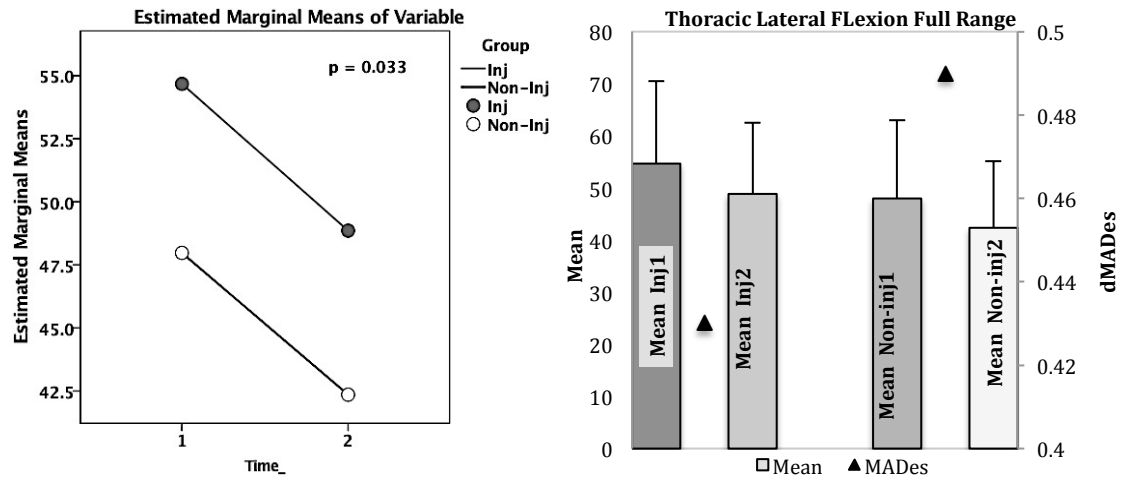 Estimated Marginal Means of Variable
Estimated Marginal Means
55.0
52.5
50.0
47.5
45.0
42.5
1
2
Time_
p = 0.033
Group
Inj
Non-Inj
Inj
Non-Inj
Thoracic Lateral FLexion Full Range
Mean
80
70
60
50
40
30
20
10
0
Mean Inj1
Mean Inj2
Mean Non-inj1
Mean Non-inj2
0.5
0.48
0.46
0.44
0.42
0.4
dMADes
Mean
MADes